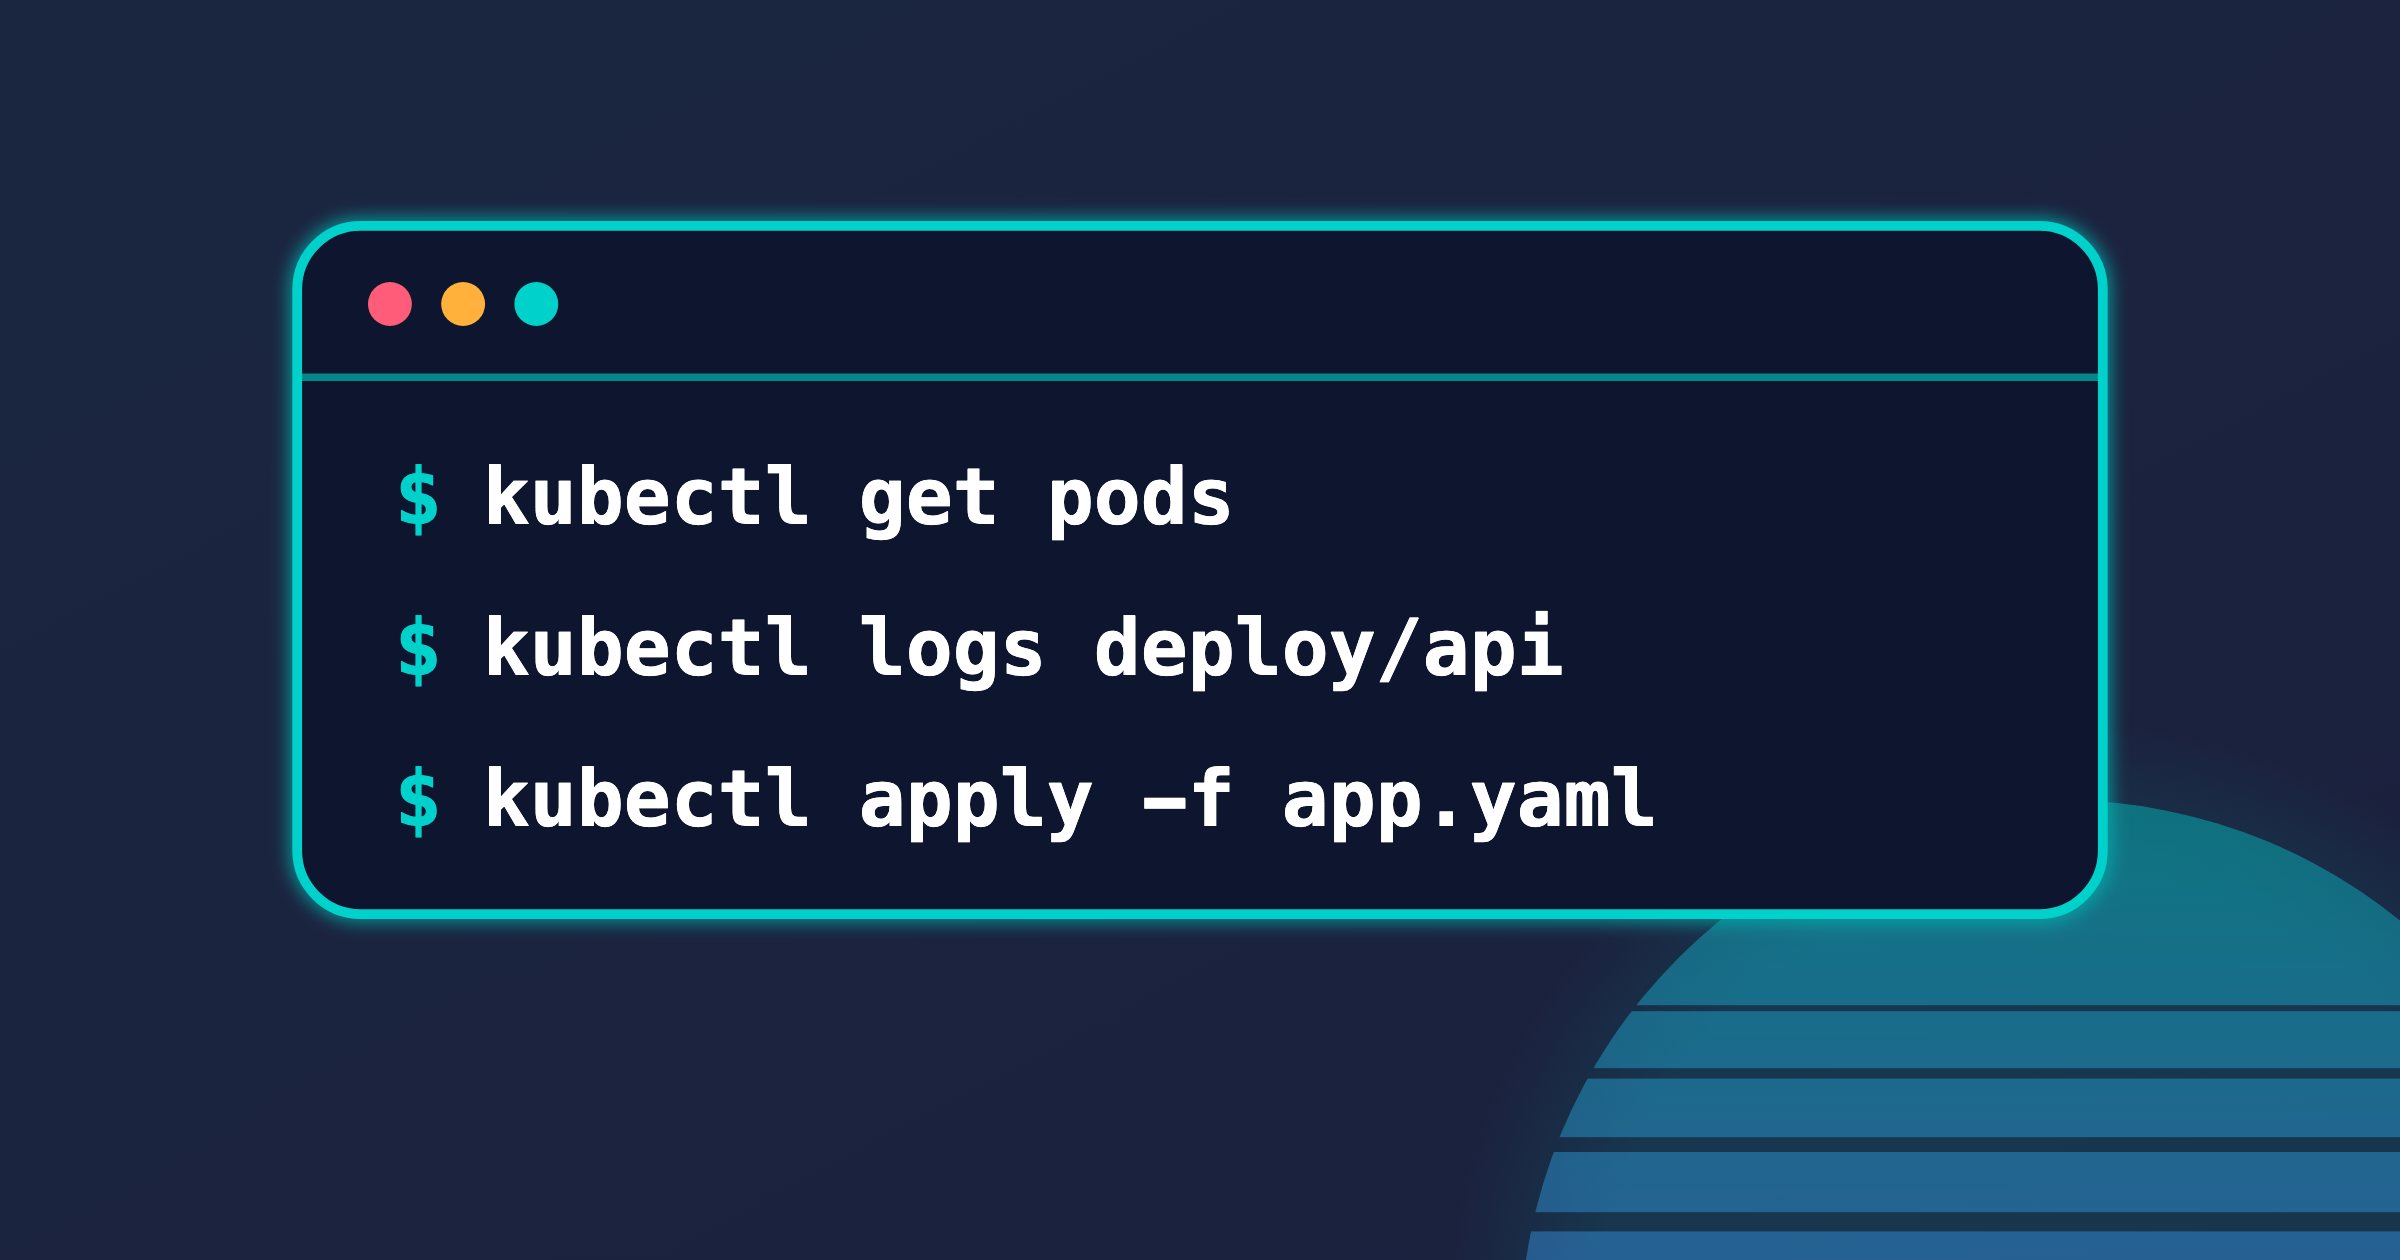 $ kubectl get pods
$ kubectl logs deploy/api
$ kubectl apply -f app.yaml